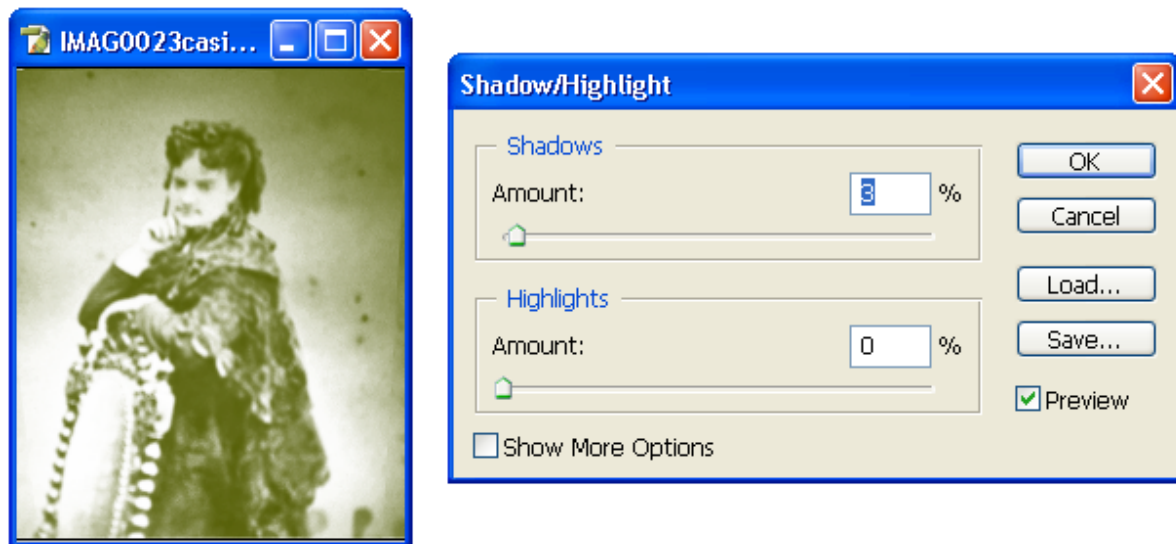 IMAG0023casi...
Shadow/Highlight
Shadows
Amount:
3 %
Highlights
Amount:
0 %
Show More Options
OK
Cancel
Load...
Save...
Preview